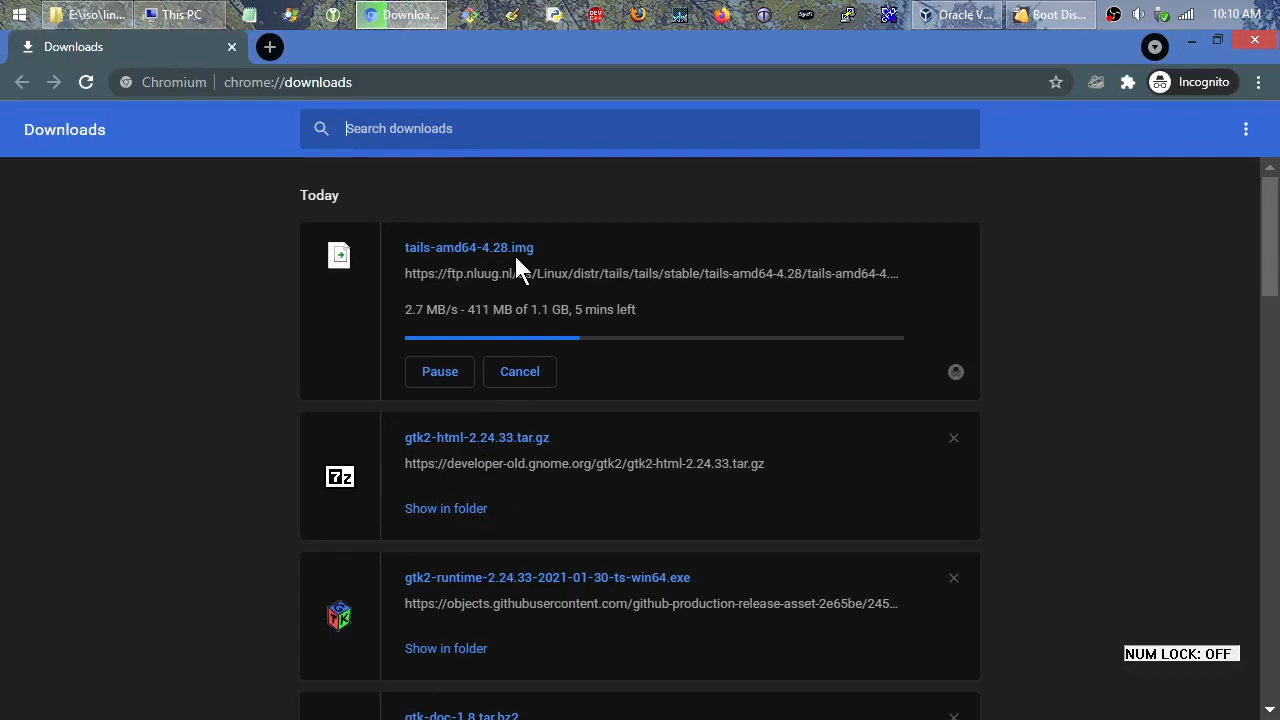 E:\iso\lin...
This PC
Downloa...
Oracle V...
Boot Dis...
10:10 AM
Downloads
Chromium
chrome://downloads
Incognito
Downloads
Search downloads
Today
tails-amd64-4.28.img
https://ftp.nluug.nl/ /Linux/distr/tails/tails/stable/tails-amd64-4.28/tails-amd64-4....
2.7 MB/s - 411 MB of 1.1 GB, 5 mins left
Pause
Cancel
gtk2-html-2.24.33.tar.gz
https://developer-old.gnome.org/gtk2/gtk2-html-2.24.33.tar.gz
7z
Show in folder
gtk2-runtime-2.24.33-2021-01-30-ts-win64.exe
https://objects.githubusercontent.com/github-production-release-asset-2e65be/245...
GTK
Show in folder
NUM LOCK: OFF
gtk-doc-1.8.tar.bz2